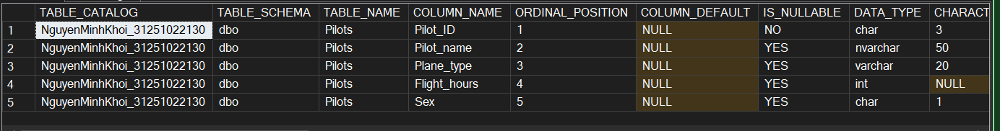 TABLE_CATALOG TABLE_SCHEMA TABLE_NAME COLUMN_NAME ORDINAL_POSITION COLUMN_DEFAULT IS_NULLABLE DATA_TYPE CHARACT
1 NguyenMinhKhoi_31251022130 dbo Pilots Pilot_ID 1 NULL NO char 3
2 NguyenMinhKhoi_31251022130 dbo Pilots Pilot_name 2 NULL YES nvarchar 50
3 NguyenMinhKhoi_31251022130 dbo Pilots Plane_type 3 NULL YES varchar 20
4 NguyenMinhKhoi_31251022130 dbo Pilots Flight_hours 4 NULL YES int NULL
5 NguyenMinhKhoi_31251022130 dbo Pilots Sex 5 NULL YES char 1